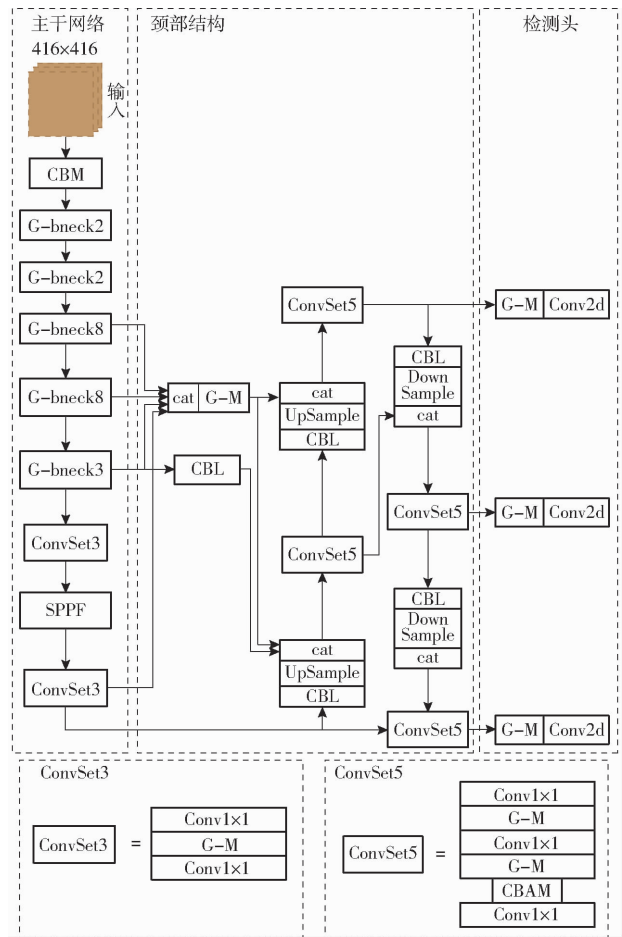 主干网络
416×416
输入
CBM
G-bneck2
G-bneck2
G-bneck8
G-bneck8
G-bneck3
ConvSet3
SPPF
ConvSet3
颈部结构
cat G-M
CBL
ConvSet5
cat
UpSample
CBL
ConvSet5
cat
UpSample
CBL
CBL
Down
Sample
cat
ConvSet5
CBL
Down
Sample
cat
ConvSet5
检测头
G-M Conv2d
G-M Conv2d
G-M Conv2d
ConvSet3
ConvSet3 =
Conv1×1
G-M
Conv1×1
ConvSet5
ConvSet5 =
Conv1×1
G-M
Conv1×1
G-M
CBAM
Conv1×1